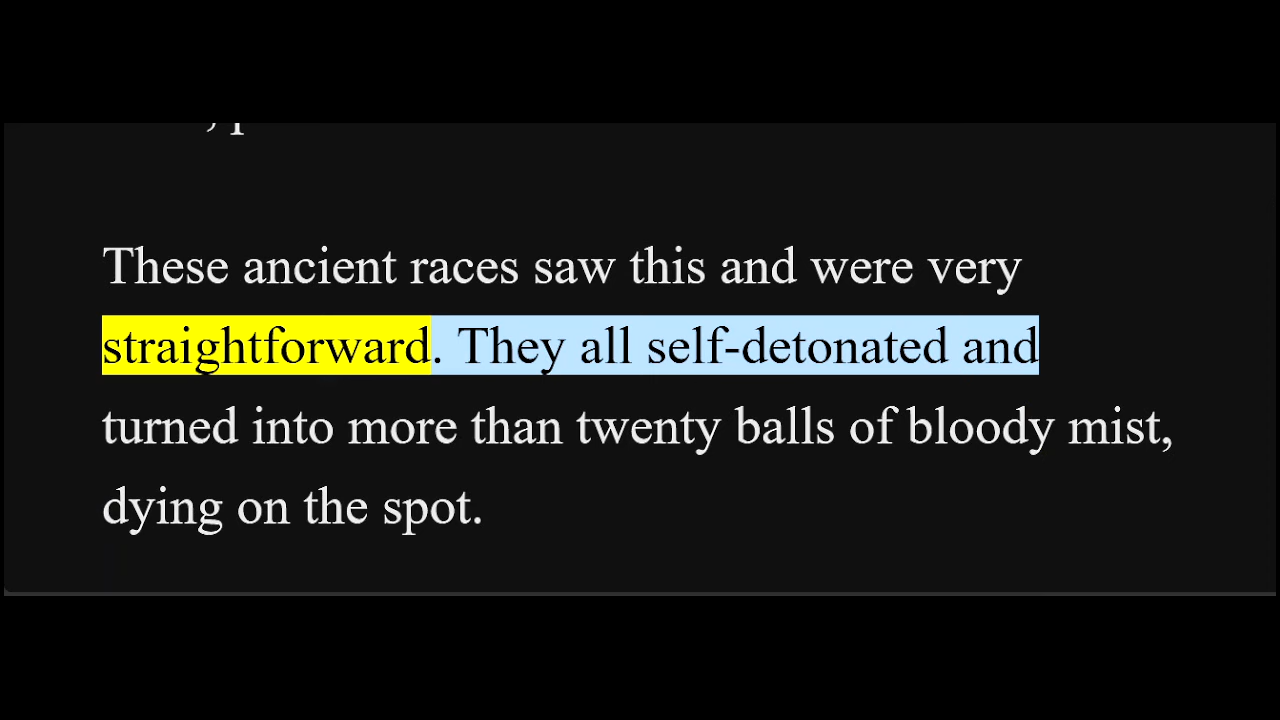 These ancient races saw this and were very
straightforward. They all self-detonated and
turned into more than twenty balls of bloody mist,
dying on the spot.